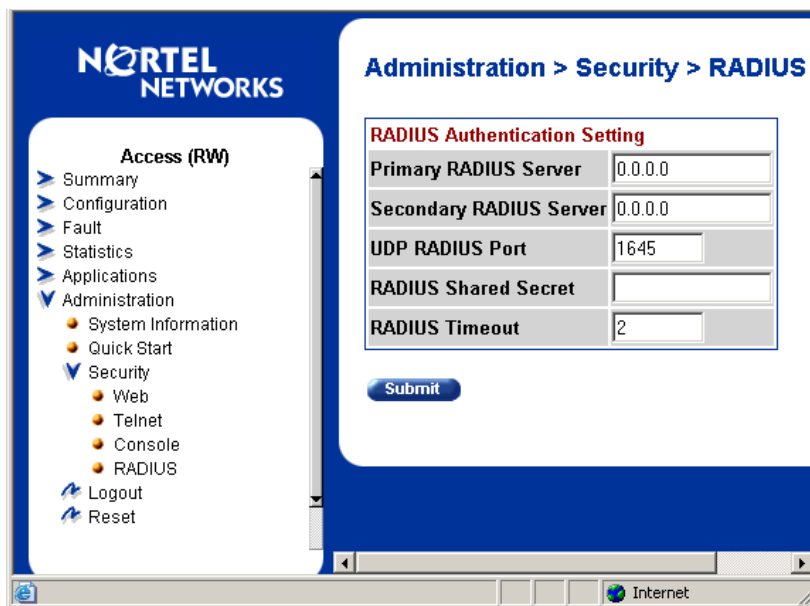 NORTEL
NETWORKS
Access (RW)
Summary
Configuration
Fault
Statistics
Applications
Administration
System Information
Quick Start
Security
Web
Telnet
Console
RADIUS
Logout
Reset
Administration > Security > RADIUS
RADIUS Authentication Setting
Primary RADIUS Server 0.0.0.0
Secondary RADIUS Server 0.0.0.0
UDP RADIUS Port 1645
RADIUS Shared Secret
RADIUS Timeout 2
Submit
Internet